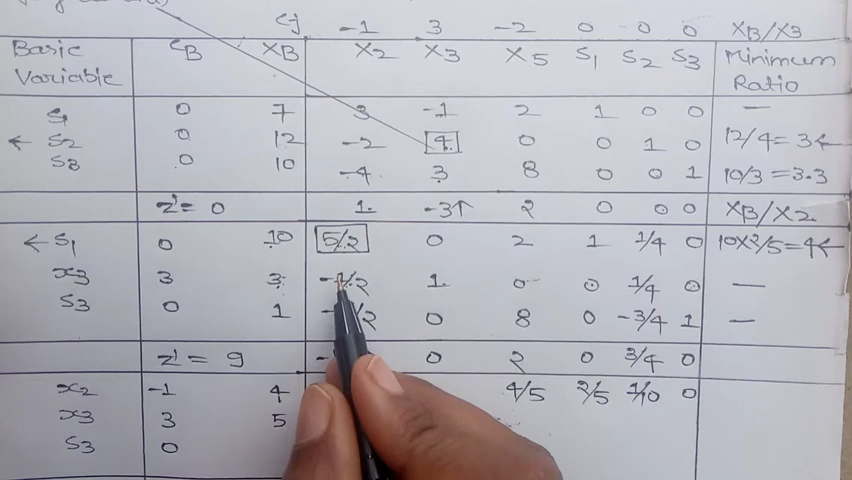 Cj -1 3 -2 0 0 0 XB/X3
Basic Variable CB XB X2 X3 X5 S1 S2 S3 Minimum Ratio
S1 0 7 3 -1 2 1 0 0 —
← S2 0 12 -2 4 0 0 1 0 12/4 = 3 ←
S3 0 10 -4 3 8 0 0 1 10/3 = 3.3
Z' = 0 1 -3↑ 2 0 0 0 XB/X2
← S1 0 10 5/2 0 2 1 1/4 0 10x2/5 = 4 ←
x3 3 3 -1/2 1 0 0 1/4 0 —
S3 0 1 0 8 0 -3/4 1 —
Z' = 9 0 2 0 3/4 0
x2 -1 4 4/5 2/5 1/10 0
x3 3 5
S3 0